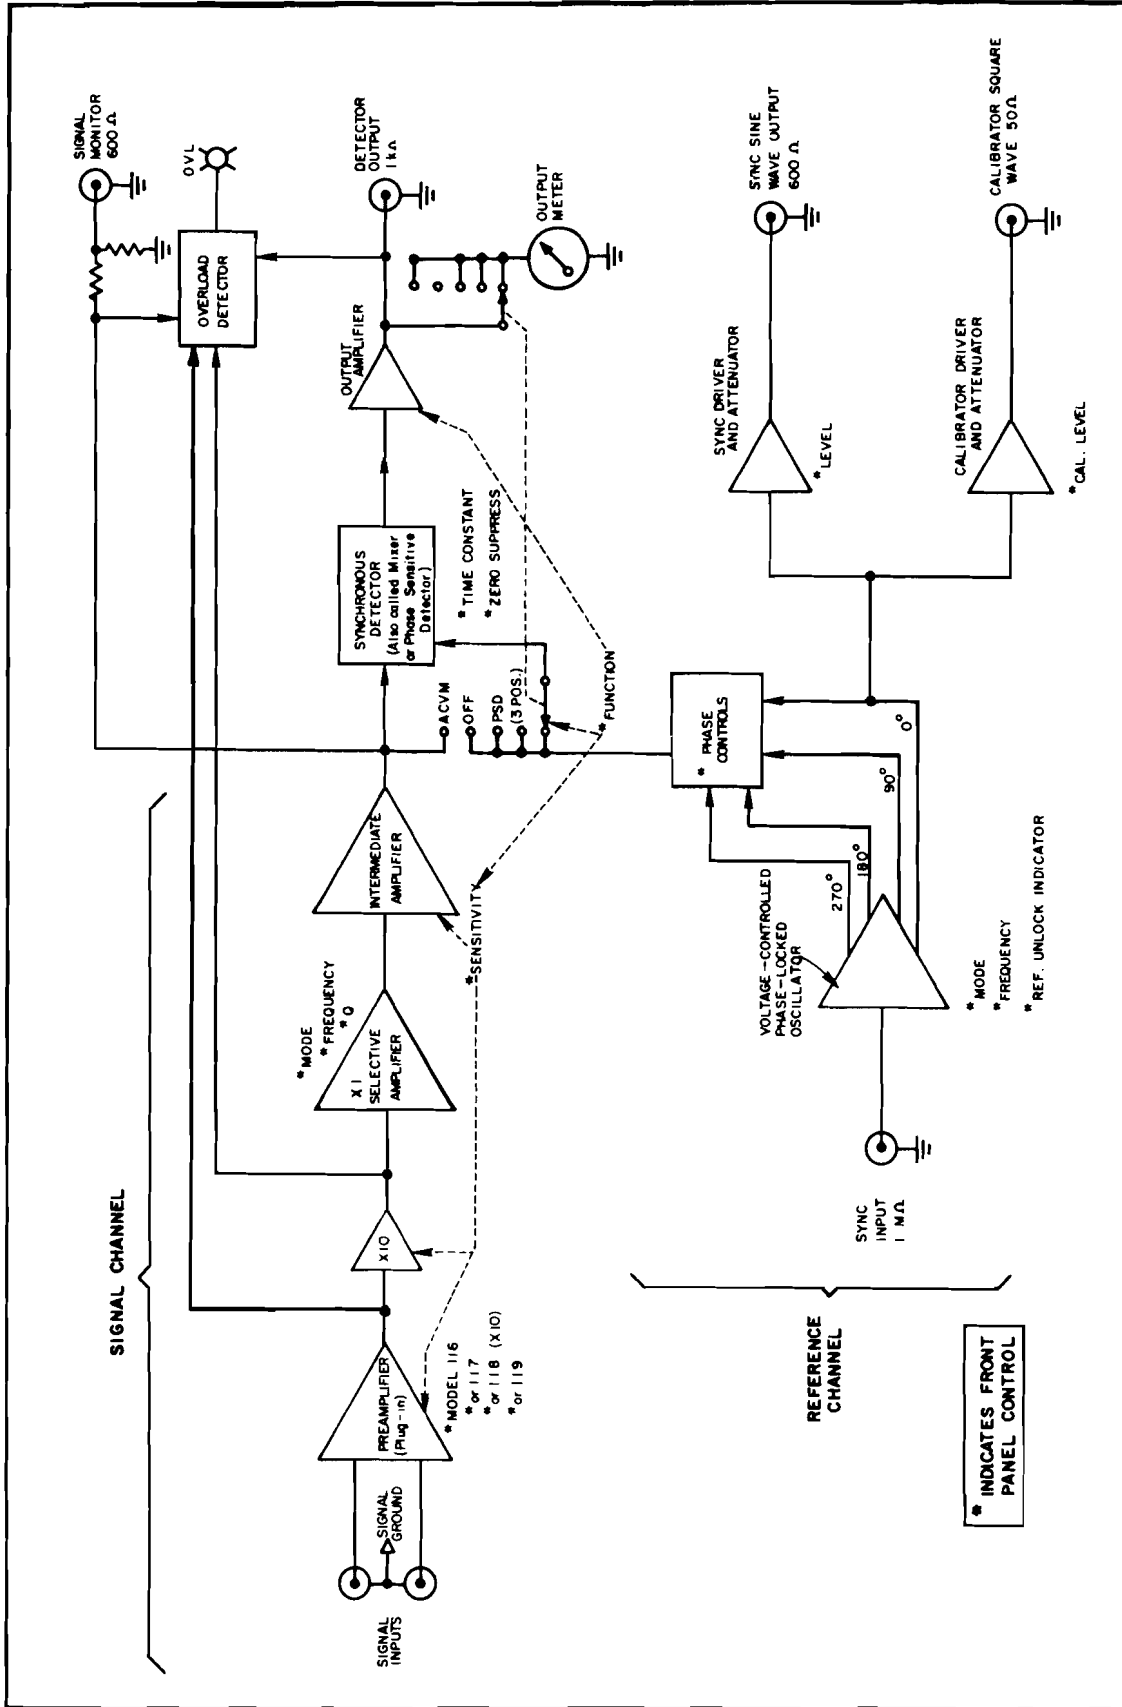 SIGNAL CHANNEL
SIGNAL
INPUTS
SIGNAL
GROUND
PREAMPLIFIER
(Plug-in)
*MODEL 116
*or 117
*or 118 (X10)
*or 119
X10
*MODE
*FREQUENCY
*Q
X1
SELECTIVE
AMPLIFIER
*SENSITIVITY
INTERMEDIATE
AMPLIFIER
ACVM
OFF
PSD
(3 POS.)
*FUNCTION
SYNCHRONOUS
DETECTOR
(Also called Mixer
or Phase Sensitive
Detector)
*TIME CONSTANT
*ZERO SUPPRESS
OUTPUT
AMPLIFIER
OVERLOAD
DETECTOR
OVL
SIGNAL
MONITOR
600 Ω
DETECTOR
OUTPUT
1 kΩ
OUTPUT
METER
REFERENCE
CHANNEL
SYNC
INPUT
1 MΩ
VOLTAGE-CONTROLLED
PHASE-LOCKED
OSCILLATOR
*MODE
*FREQUENCY
*REF. UNLOCK INDICATOR
270°
180°
90°
0°
* PHASE
CONTROLS
SYNC DRIVER
AND ATTENUATOR
*LEVEL
SYNC SINE
WAVE OUTPUT
600 Ω
CALIBRATOR DRIVER
AND ATTENUATOR
*CAL. LEVEL
CALIBRATOR SQUARE
WAVE 50Ω
* INDICATES FRONT
PANEL CONTROL